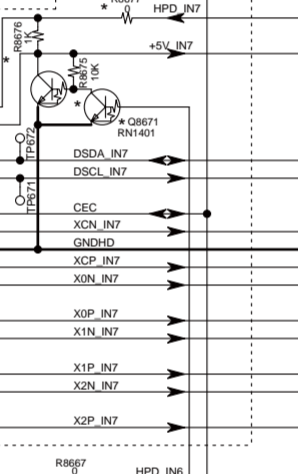 0
HPD_IN7
*
R8676
1K
+5V_IN7
*
R8675
10K
*
* Q8671
RN1401
TP672
DSDA_IN7
DSCL_IN7
TP671
CEC
XCN_IN7
GNDHD
XCP_IN7
X0N_IN7
X0P_IN7
X1N_IN7
X1P_IN7
X2N_IN7
X2P_IN7
R8667
0
HPD_IN6